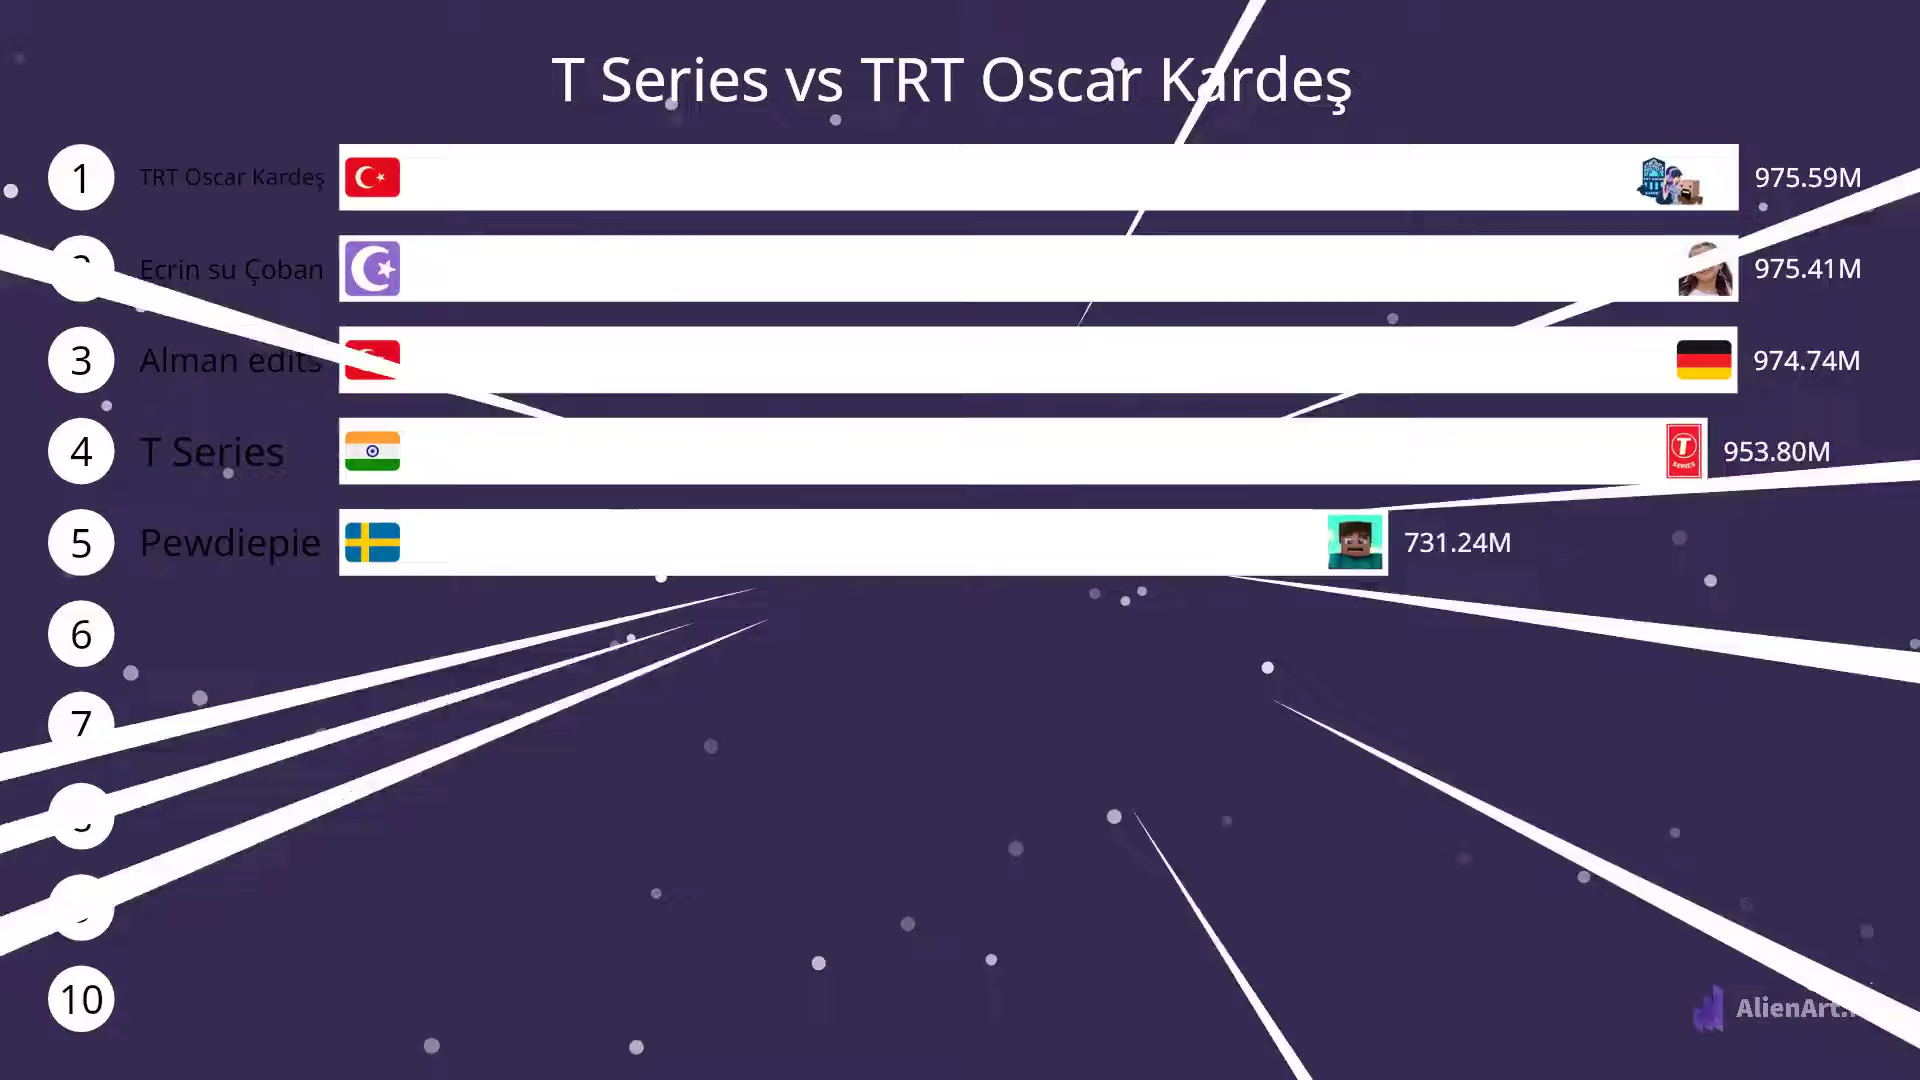 T Series vs TRT Oscar Kardeş
1 TRT Oscar Kardeş 975.59M
Ecrin su Çoban 975.41M
3 Alman edits 974.74M
4 T Series T SERIES 953.80M
5 Pewdiepie 731.24M
6
7
10